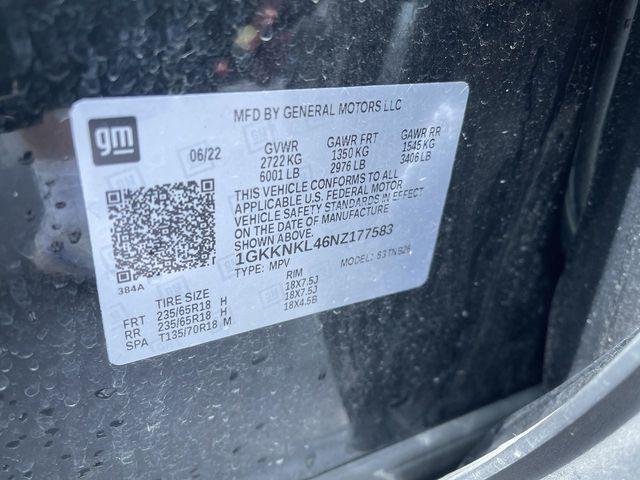 MFD BY GENERAL MOTORS LLC
gm
06/22
GVWR GAWR FRT GAWR RR
2722 KG 1350 KG 1545 KG
6001 LB 2976 LB 3406 LB
THIS VEHICLE CONFORMS TO ALL
APPLICABLE U.S. FEDERAL MOTOR
VEHICLE SAFETY STANDARDS IN EFFECT
ON THE DATE OF MANUFACTURE
SHOWN ABOVE.
1GKKNKL46NZ177583
TYPE: MPV MODEL:
384A
TIRE SIZE RIM
FRT 235/65R18 H 18X7.5J
RR 235/65R18 H 18X7.5J
SPA T135/70R18 M 18X4.5B